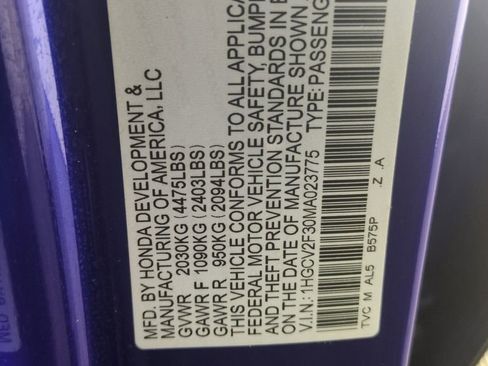 MFD. BY HONDA DEVELOPMENT &
MANUFACTURING OF AMERICA, LLC
GVWR 2030KG (4475LBS)
GAWR F 1090KG (2403LBS)
GAWR R 950KG (2094LBS)
THIS VEHICLE CONFORMS TO ALL APPLICA
FEDERAL MOTOR VEHICLE SAFETY, BUMP
AND THEFT PREVENTION STANDARDS IN E
ON THE DATE OF MANUFACTURE SHOWN
V.I.N.: 1HGCV2F30MA023775 TYPE: PASSENG
TVC M AL5 B575P .Z .A